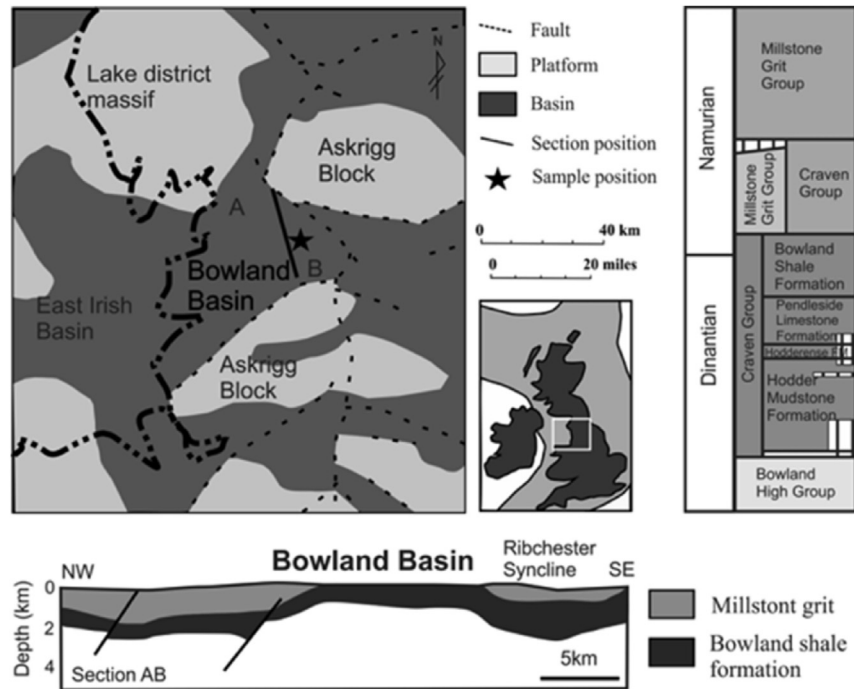 Lake district
massif
Askrigg
Block
A
Bowland
Basin
B
East Irish
Basin
Askrigg
Block
N
Fault
Platform
Basin
Section position
Sample position
0 40 km
0 20 miles
Namurian
Dinantian
Millstone
Grit
Group
Millstone
Grit Group
Craven
Group
Craven Group
Bowland
Shale
Formation
Pendleside
Limestone
Formation
Hodderense FM
Hodder
Mudstone
Formation
Bowland
High Group
Bowland Basin
NW
Ribchester
Syncline
SE
Depth (km)
0
2
4
Section AB
5km
Millstont grit
Bowland shale
formation